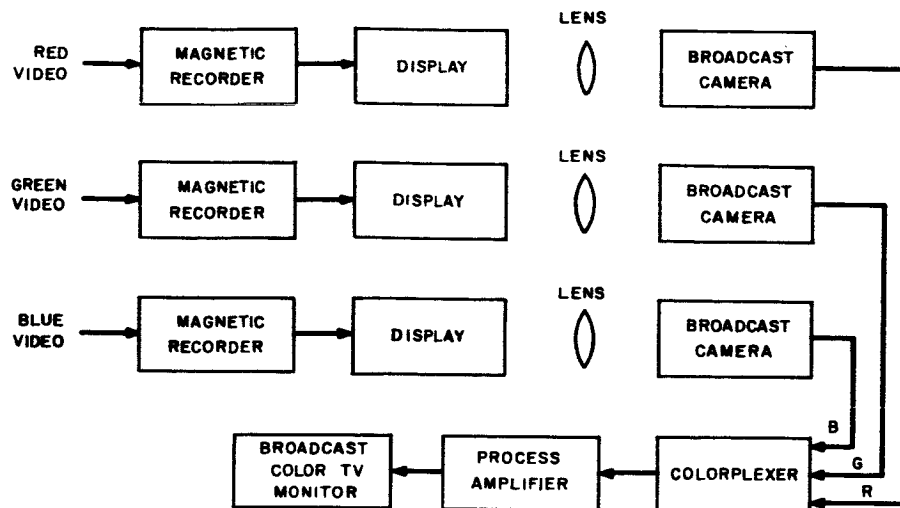 LENS
RED
VIDEO
MAGNETIC
RECORDER
DISPLAY
BROADCAST
CAMERA
LENS
GREEN
VIDEO
MAGNETIC
RECORDER
DISPLAY
BROADCAST
CAMERA
LENS
BLUE
VIDEO
MAGNETIC
RECORDER
DISPLAY
BROADCAST
CAMERA
B
G
R
BROADCAST
COLOR TV
MONITOR
PROCESS
AMPLIFIER
COLORPLEXER